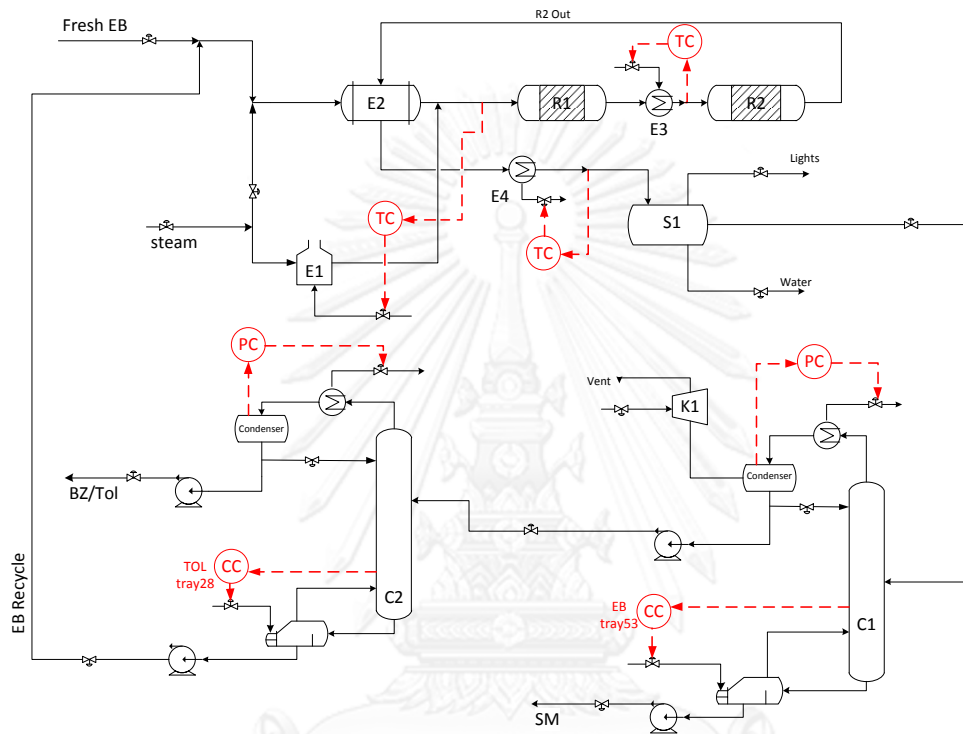 R2 Out
Fresh EB
TC
E2
R1
R2
E3
Lights
E4
TC
steam
S1
TC
E1
Water
PC
PC
Vent
K1
Condenser
Condenser
BZ/Tol
EB Recycle
TOL
tray28
CC
C2
EB
tray53
CC
C1
SM